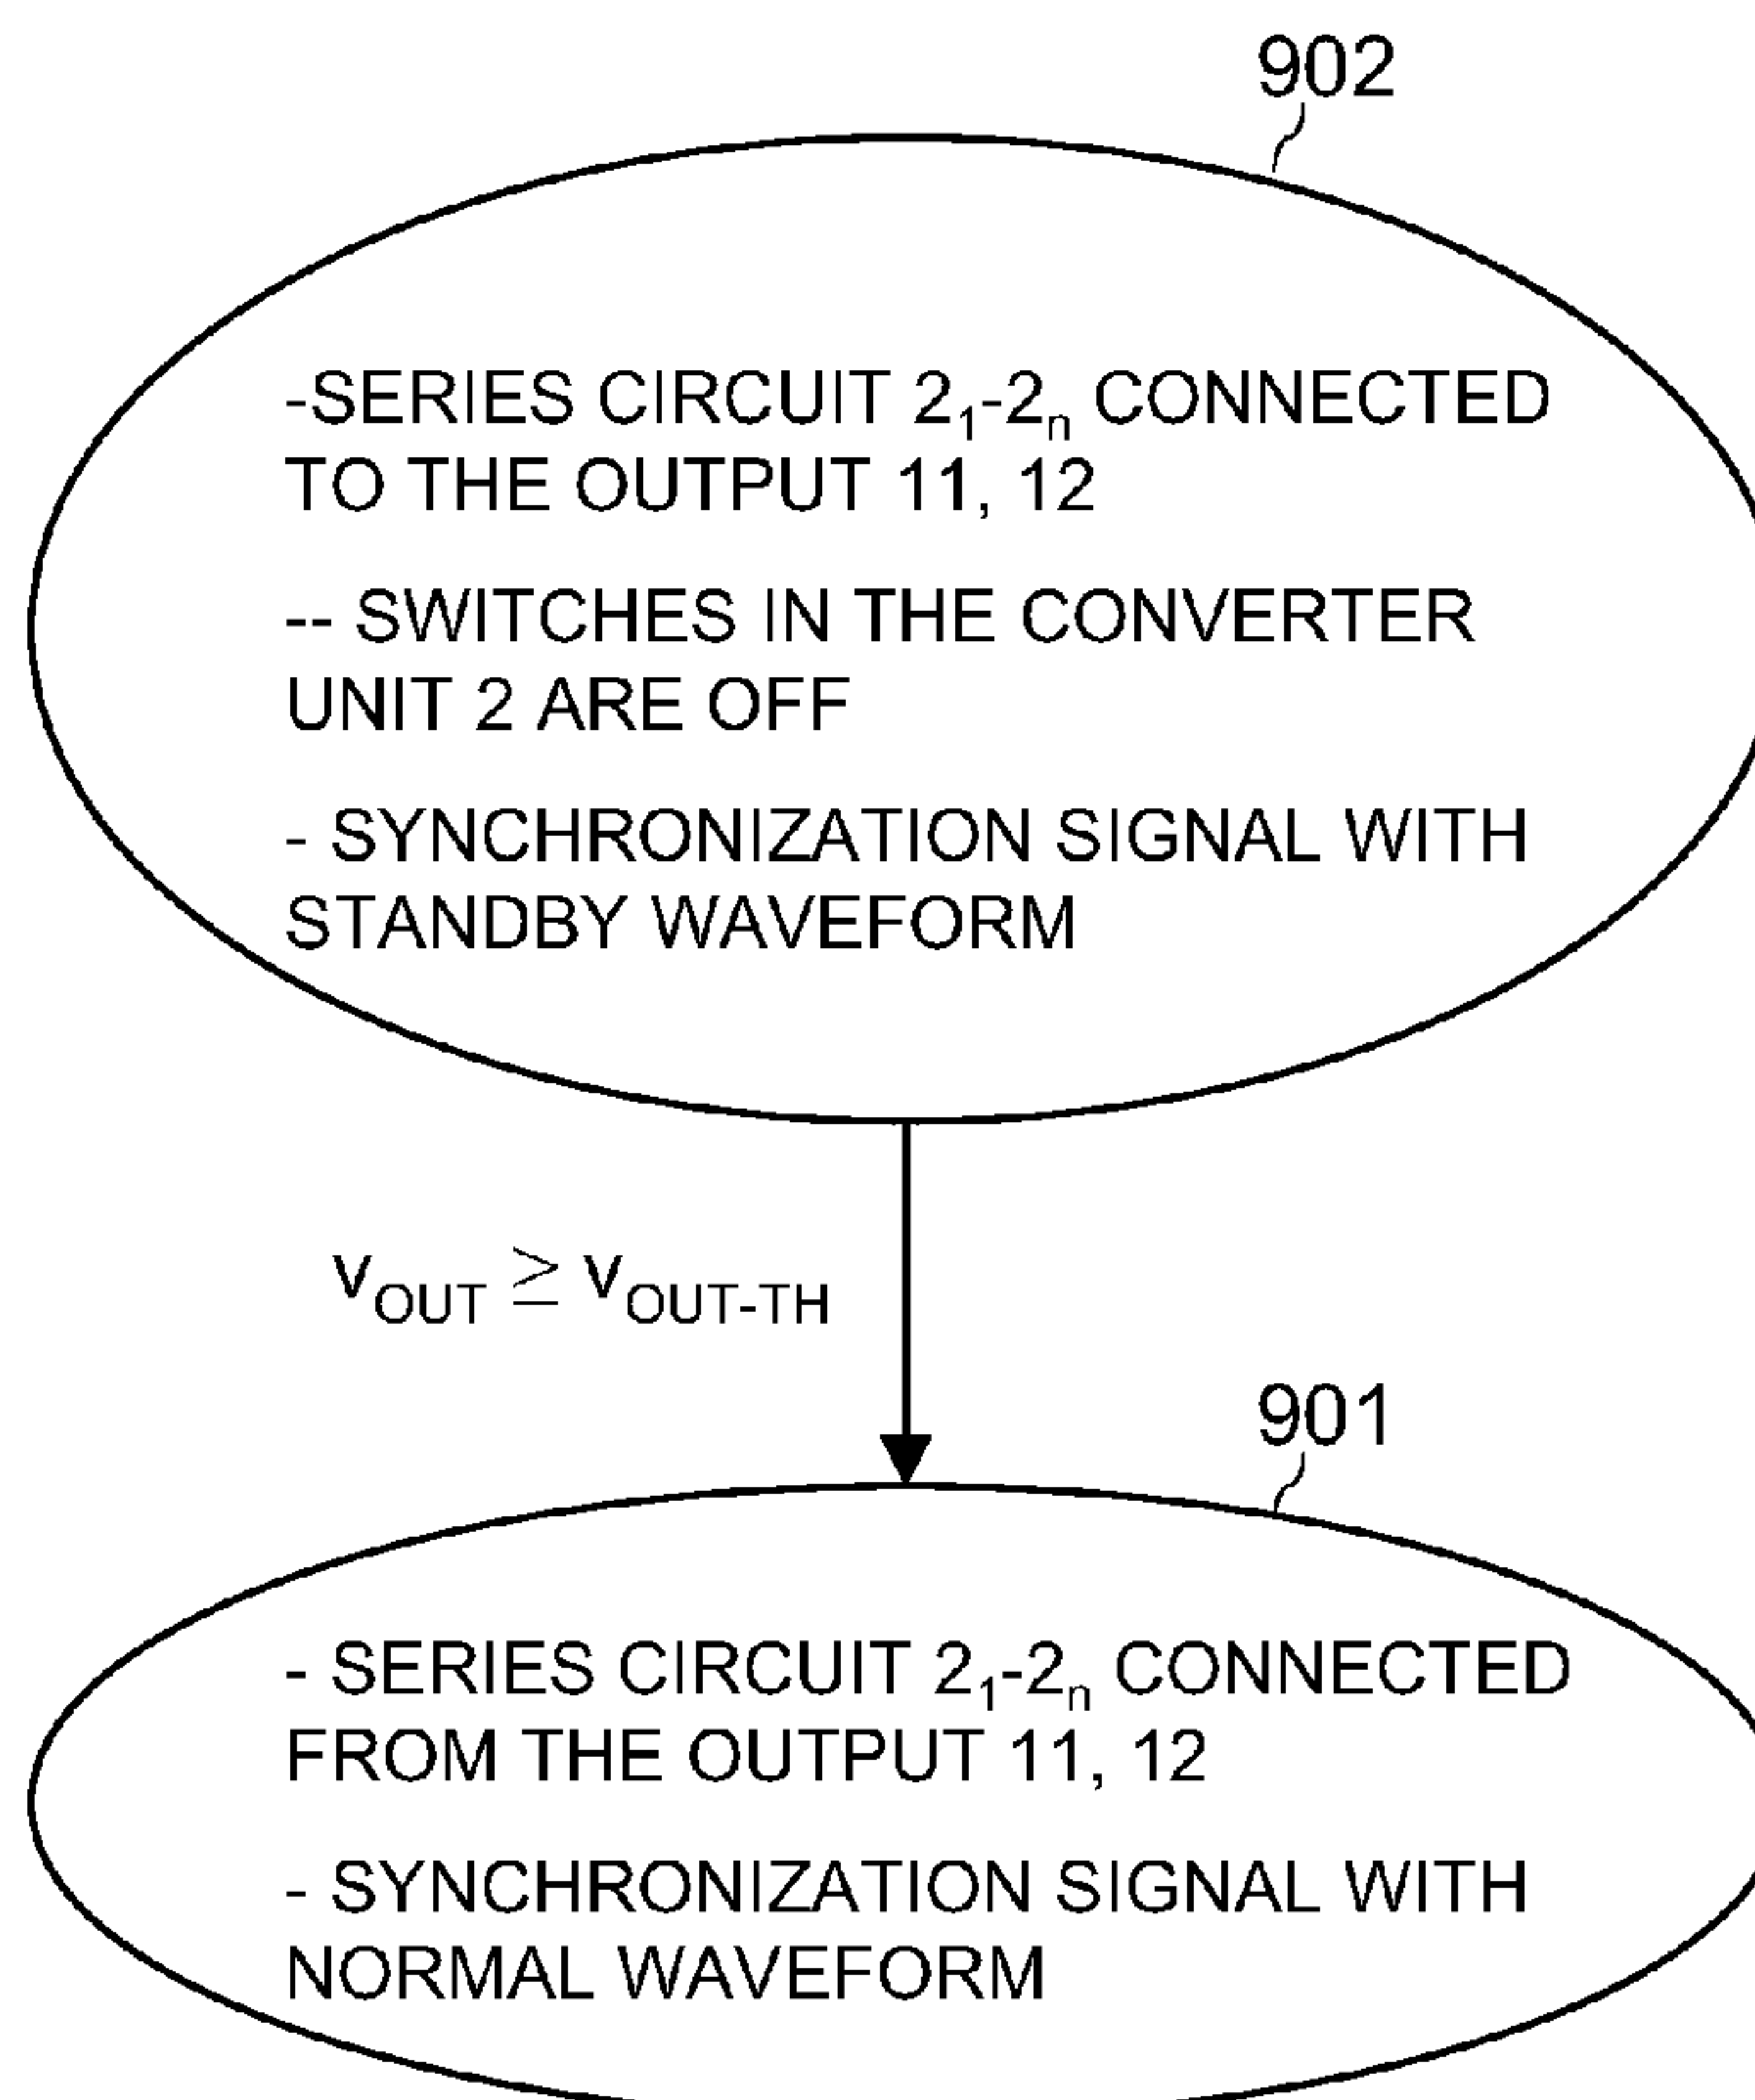 902
-SERIES CIRCUIT 2₁-2ₙ CONNECTED
TO THE OUTPUT 11, 12
-- SWITCHES IN THE CONVERTER
UNIT 2 ARE OFF
- SYNCHRONIZATION SIGNAL WITH
STANDBY WAVEFORM
V_OUT ≥ V_OUT-TH
901
- SERIES CIRCUIT 2₁-2ₙ CONNECTED
FROM THE OUTPUT 11, 12
- SYNCHRONIZATION SIGNAL WITH
NORMAL WAVEFORM